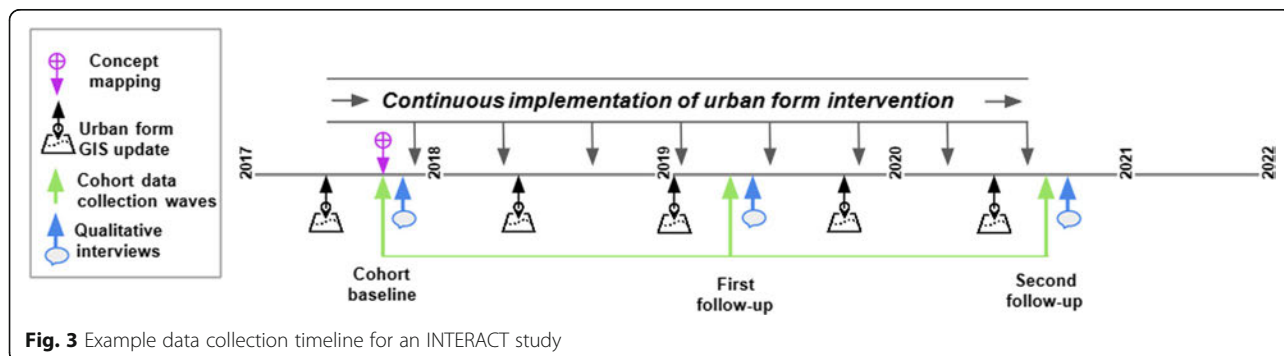 Concept
mapping
Urban form
GIS update
Cohort data
collection waves
Qualitative
interviews
Continuous implementation of urban form intervention
2017
2018
2019
2020
2021
2022
Cohort
baseline
First
follow-up
Second
follow-up
Fig. 3 Example data collection timeline for an INTERACT study